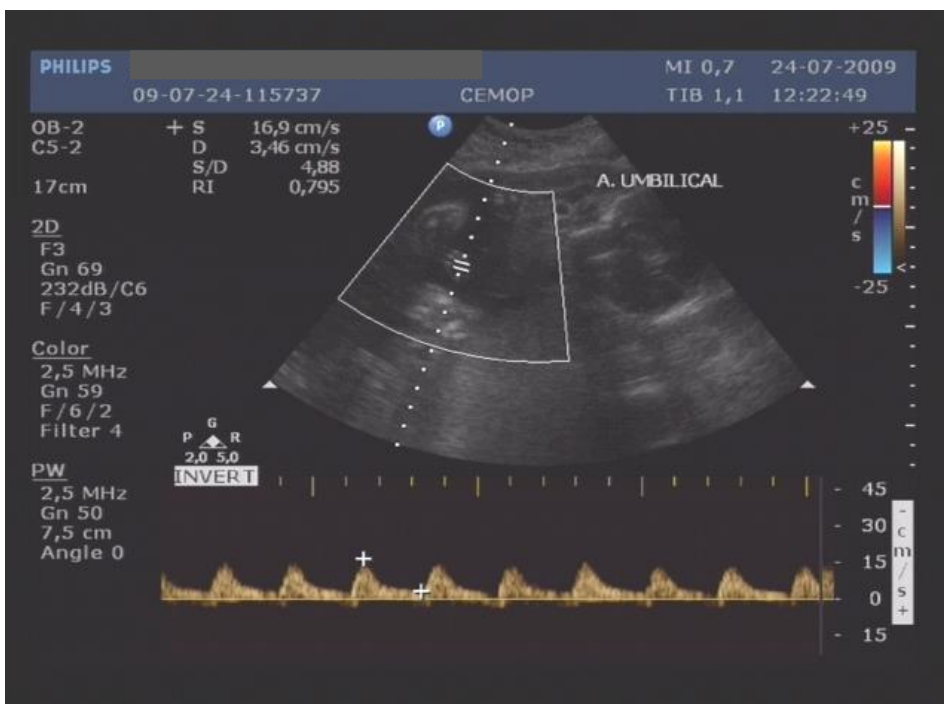 PHILIPS MI 0,7 24-07-2009
09-07-24-115737 CEMOP TIB 1,1 12:22:49
OB-2 + S 16,9 cm/s
C5-2 D 3,46 cm/s
S/D 4,88
17cm RI 0,795
P
A. UMBILICAL
+25
c
m
/
s
-25
2D
F3
Gn 69
232dB/C6
F/4/3
Color
2,5 MHz
Gn 59
F/6/2
Filter 4
G
P R
2,0 5,0
INVERT
PW
2,5 MHz
Gn 50
7,5 cm
Angle 0
45
30
15
0
15
- c m / s +